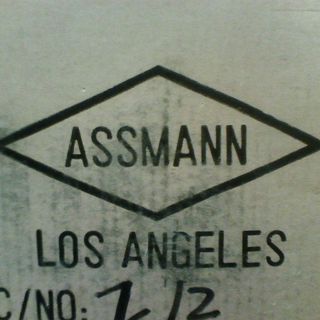 ASSMANN
LOS ANGELES
C/NO: 1/2